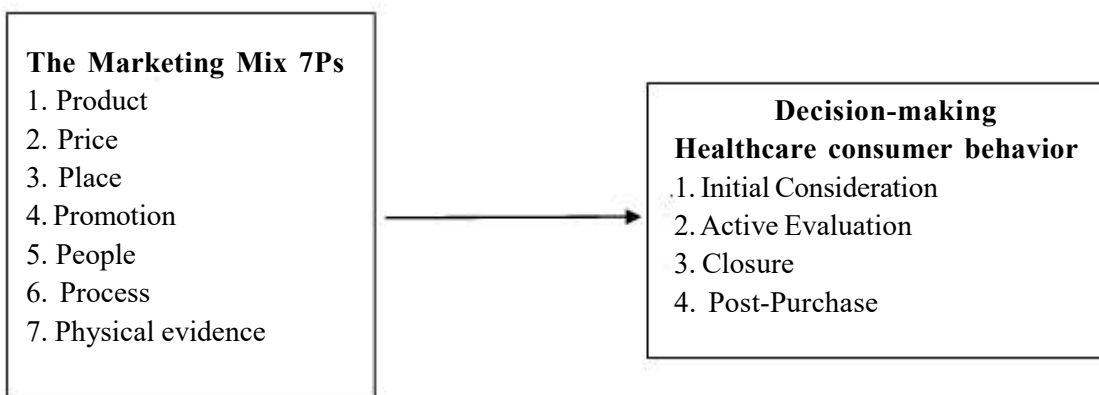 The Marketing Mix 7Ps
1. Product
2. Price
3. Place
4. Promotion
5. People
6. Process
7. Physical evidence
Decision-making
Healthcare consumer behavior
1. Initial Consideration
2. Active Evaluation
3. Closure
4. Post-Purchase